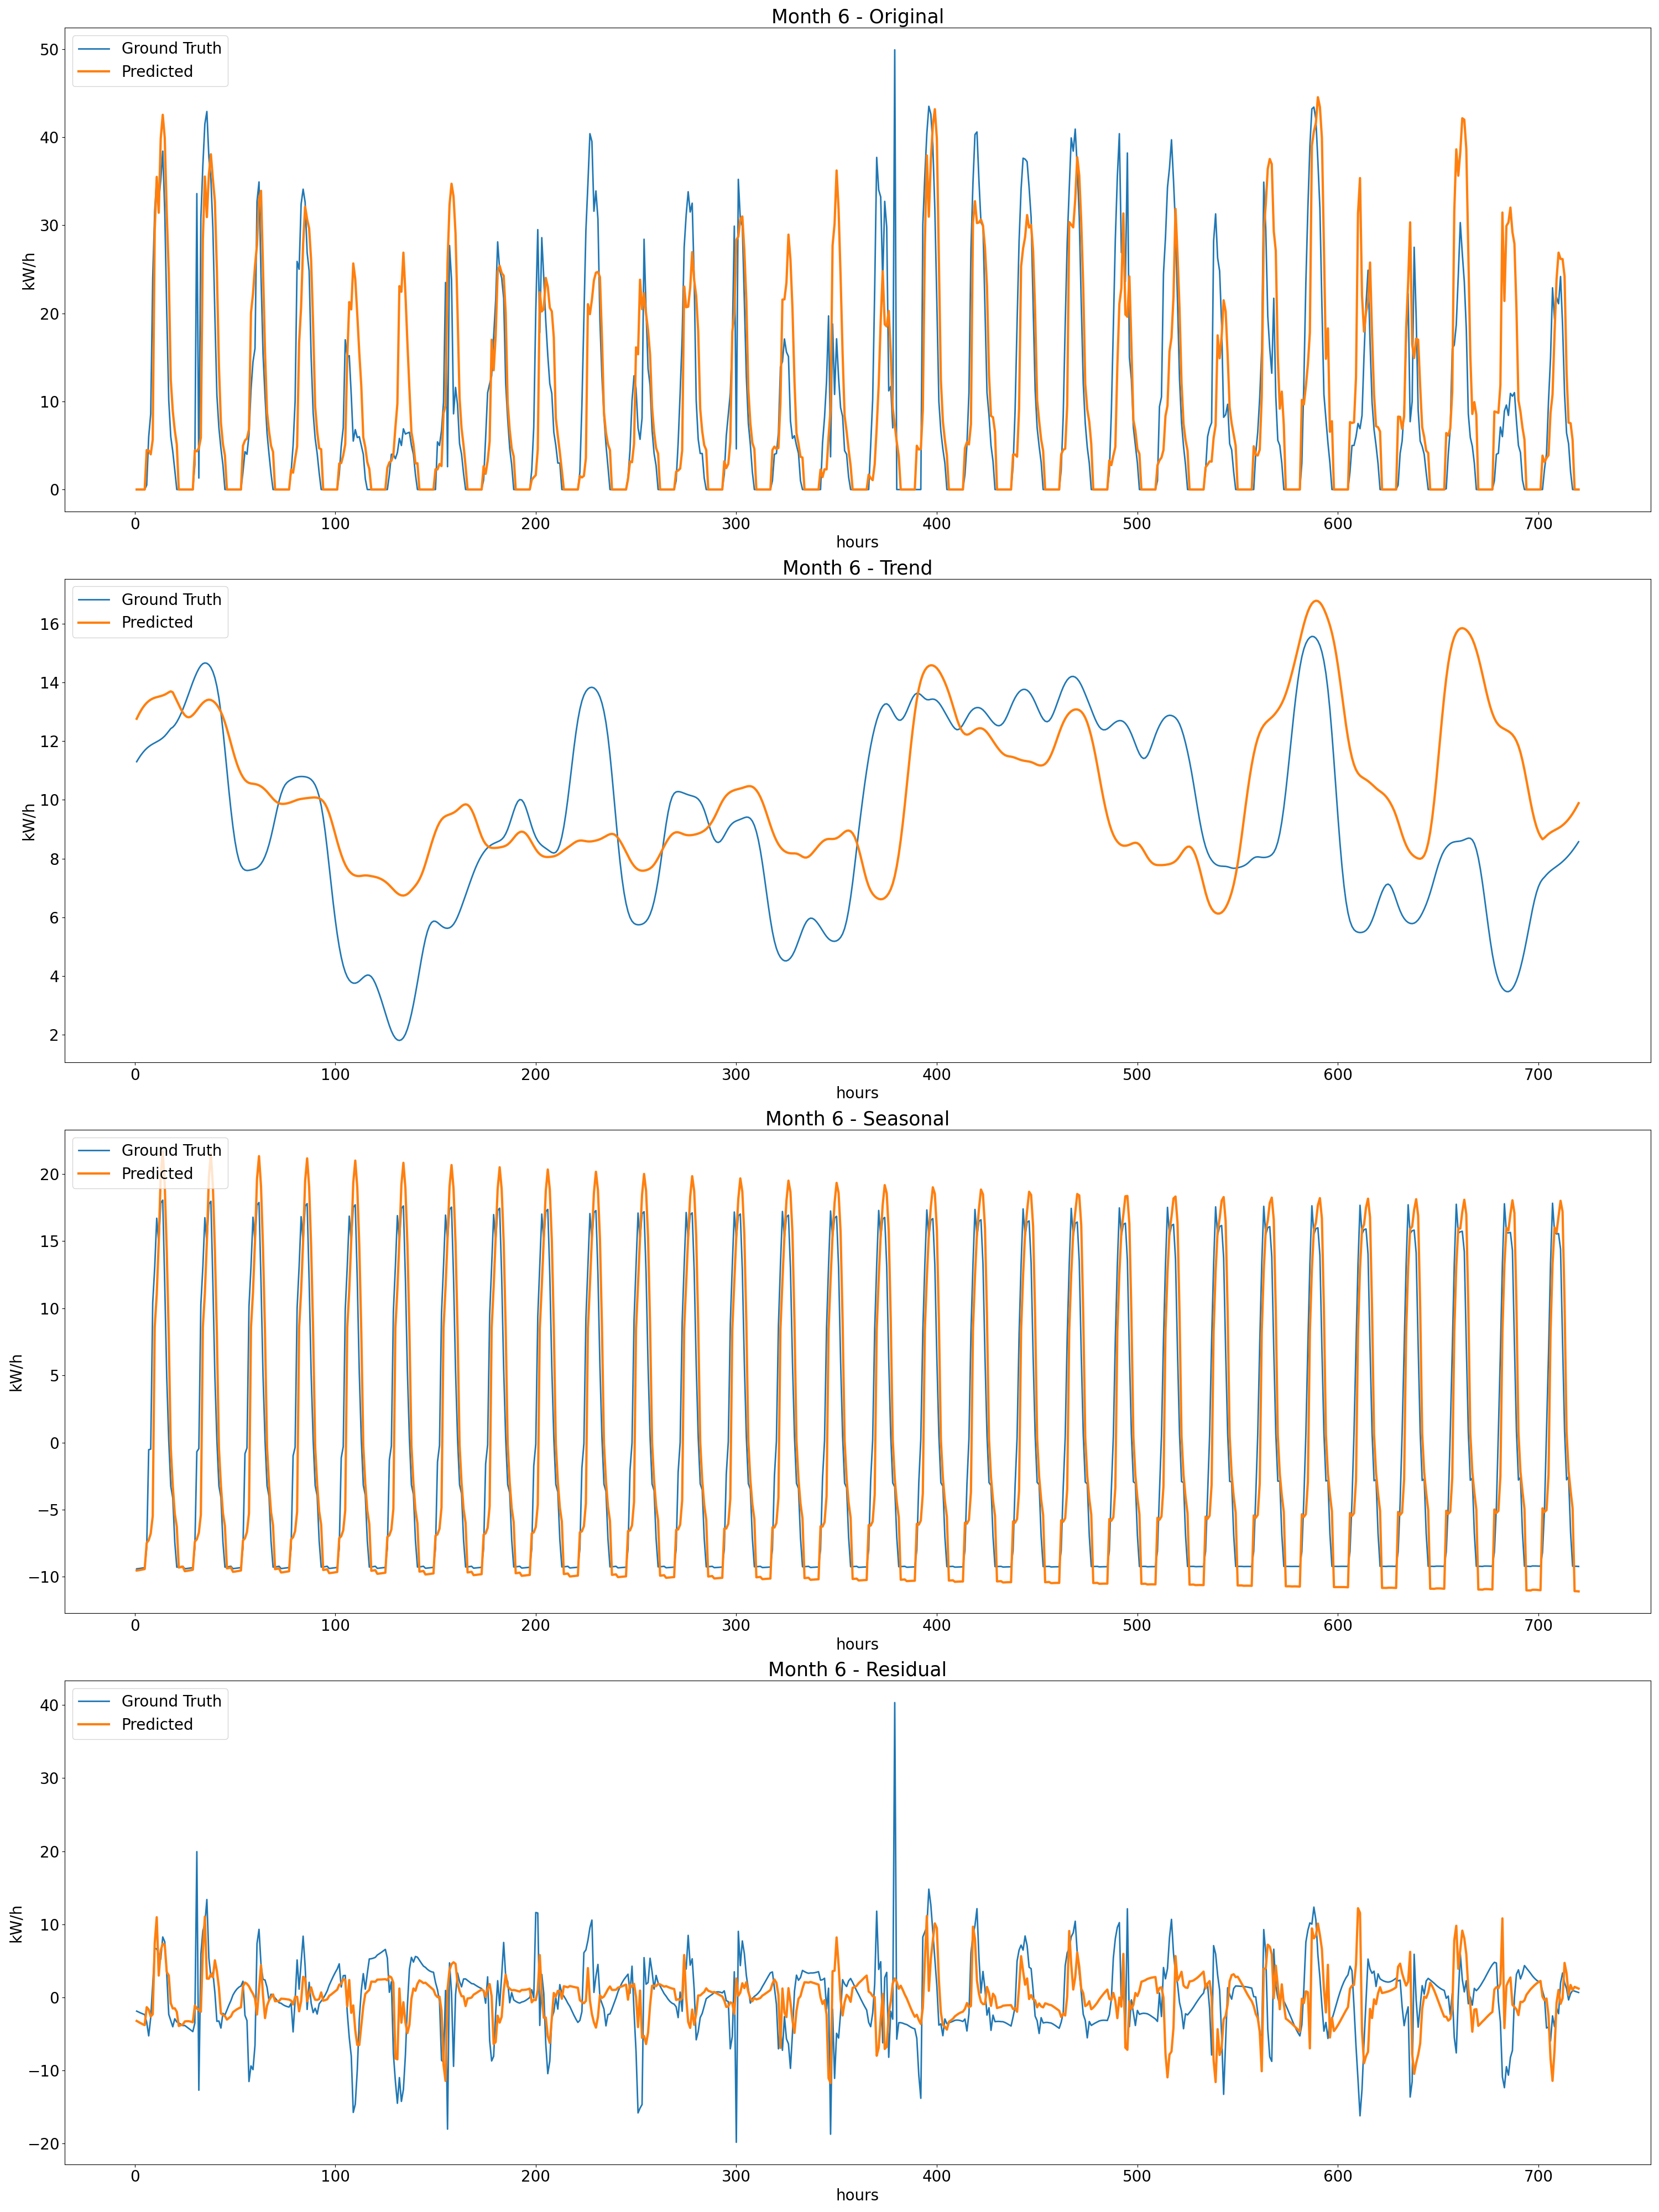 Month 6 - Original
Ground Truth
Predicted
50
40
30
20
10
0
kW/h
0 100 200 300 400 500 600 700
hours
Month 6 - Trend
Ground Truth
Predicted
16
14
12
10
8
6
4
2
kW/h
0 100 200 300 400 500 600 700
hours
Month 6 - Seasonal
Ground Truth
Predicted
20
15
10
5
0
−5
−10
kW/h
0 100 200 300 400 500 600 700
hours
Month 6 - Residual
Ground Truth
Predicted
40
30
20
10
0
−10
−20
kW/h
0 100 200 300 400 500 600 700
hours